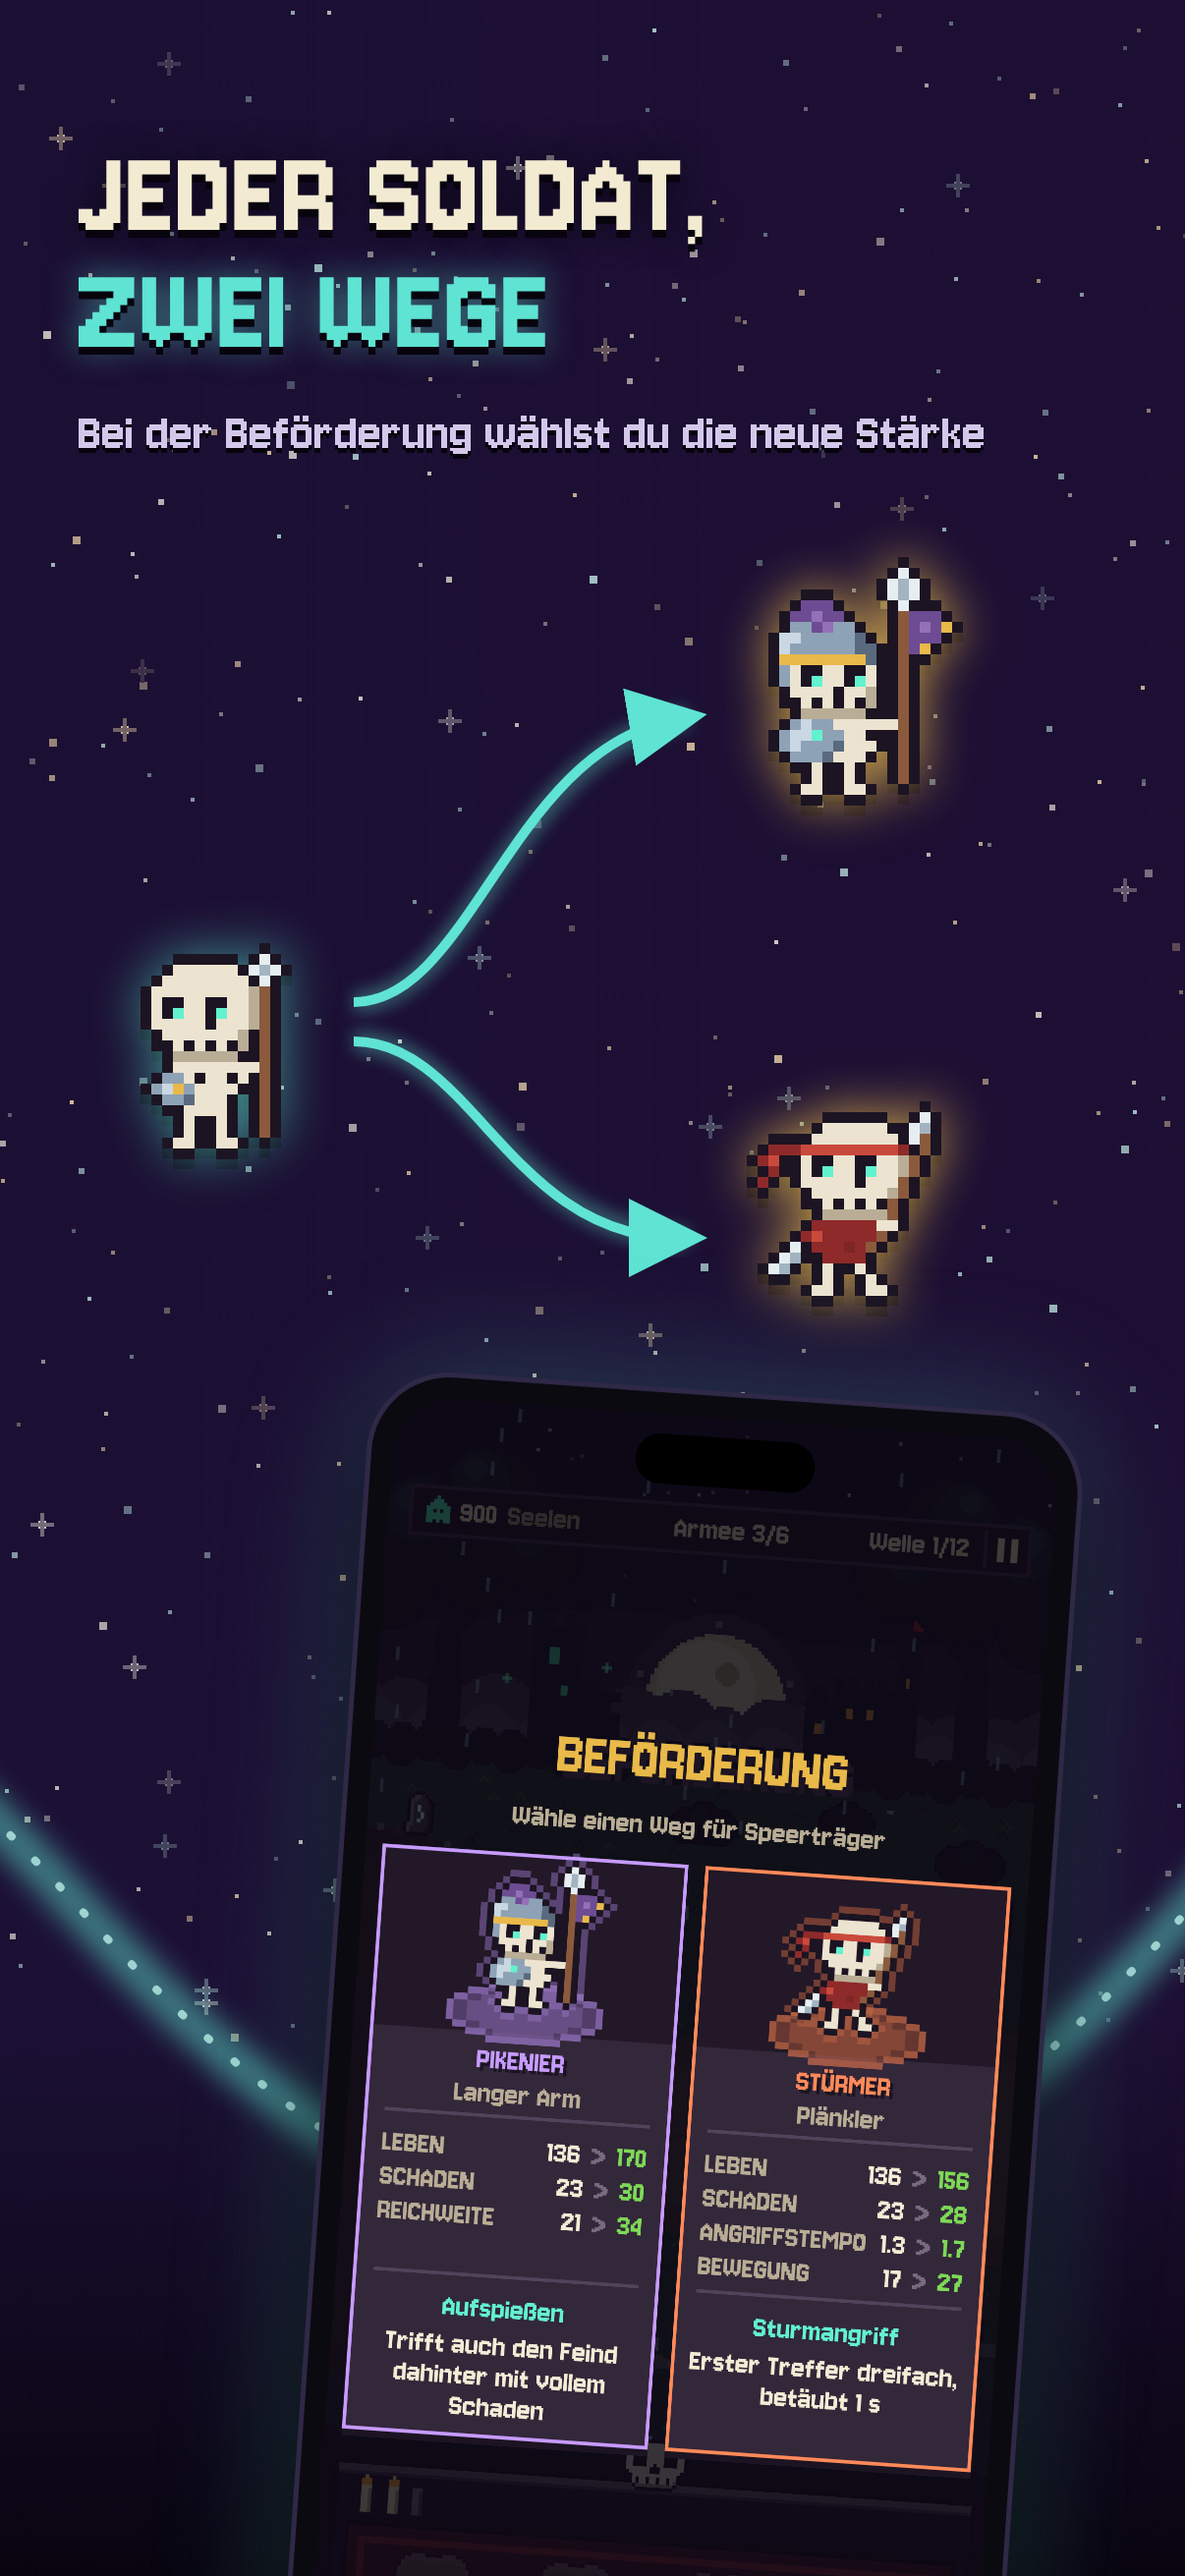 JEDER SOLDAT,
ZWEI WEGE
Bei der Beförderung wählst du die neue Stärke
900 Seelen
Armee 3/6
Welle 1/12
BEFÖRDERUNG
Wähle einen Weg für Speerträger
PIKENIER
Langer Arm
LEBEN 136 > 170
SCHADEN 23 > 30
REICHWEITE 21 > 34
Aufspießen
Trifft auch den Feind
dahinter mit vollem
Schaden
STÜRMER
Plänkler
LEBEN 136 > 156
SCHADEN 23 > 28
ANGRIFFSTEMPO 1.3 > 1.7
BEWEGUNG 17 > 27
Sturmangriff
Erster Treffer dreifach,
betäubt 1 s